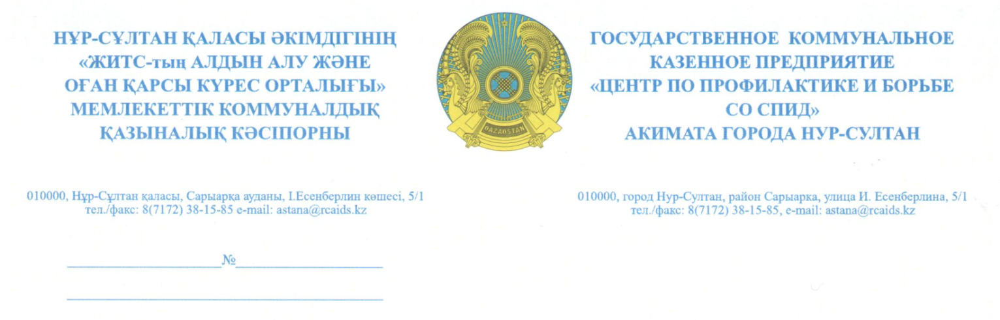 НҰР-СҰЛТАН ҚАЛАСЫ ӘКІМДІГІНІҢ
«ЖИТС-тың АЛДЫН АЛУ ЖӘНЕ
ОҒАН ҚАРСЫ КҮРЕС ОРТАЛЫҒЫ»
МЕМЛЕКЕТТІК КОММУНАЛДЫҚ
ҚАЗЫНАЛЫҚ КӘСІПОРНЫ
QAZAQSTAN
ГОСУДАРСТВЕННОЕ КОММУНАЛЬНОЕ
КАЗЕННОЕ ПРЕДПРИЯТИЕ
«ЦЕНТР ПО ПРОФИЛАКТИКЕ И БОРЬБЕ
СО СПИД»
АКИМАТА ГОРОДА НУР-СУЛТАН
010000, Нұр-Сұлтан қаласы, Сарыарқа ауданы, І.Есенберлин көшесі, 5/1
тел./факс: 8(7172) 38-15-85 e-mail: astana@rcaids.kz
010000, город Нур-Султан, район Сарыарка, улица И. Есенберлина, 5/1
тел./факс: 8(7172) 38-15-85, e-mail: astana@rcaids.kz
№